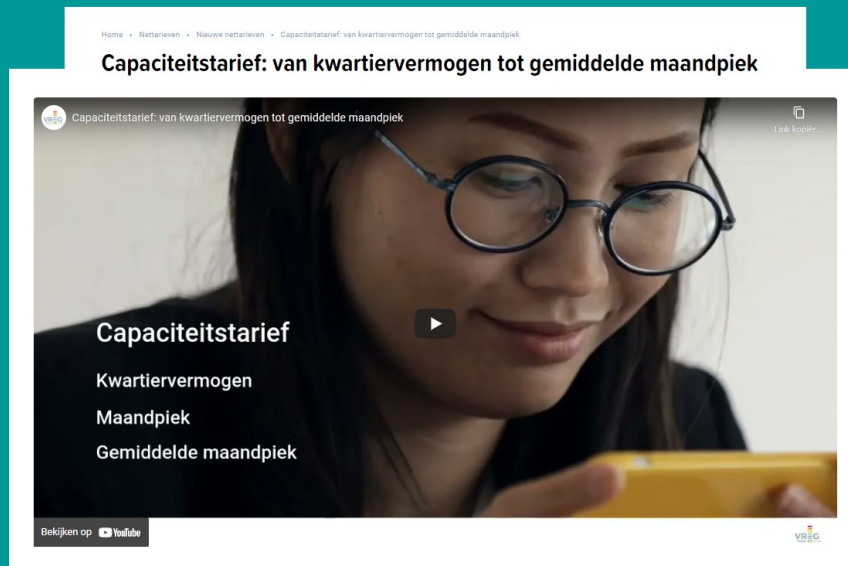 Home • Nettarieven • Nieuwe nettarieven • Capaciteitstarief: van kwartiervermogen tot gemiddelde maandpiek
Capaciteitstarief: van kwartiervermogen tot gemiddelde maandpiek
VREG
Capaciteitstarief: van kwartiervermogen tot gemiddelde maandpiek
Link kopiër...
Capaciteitstarief
Kwartiervermogen
Maandpiek
Gemiddelde maandpiek
Bekijken op YouTube
VREG